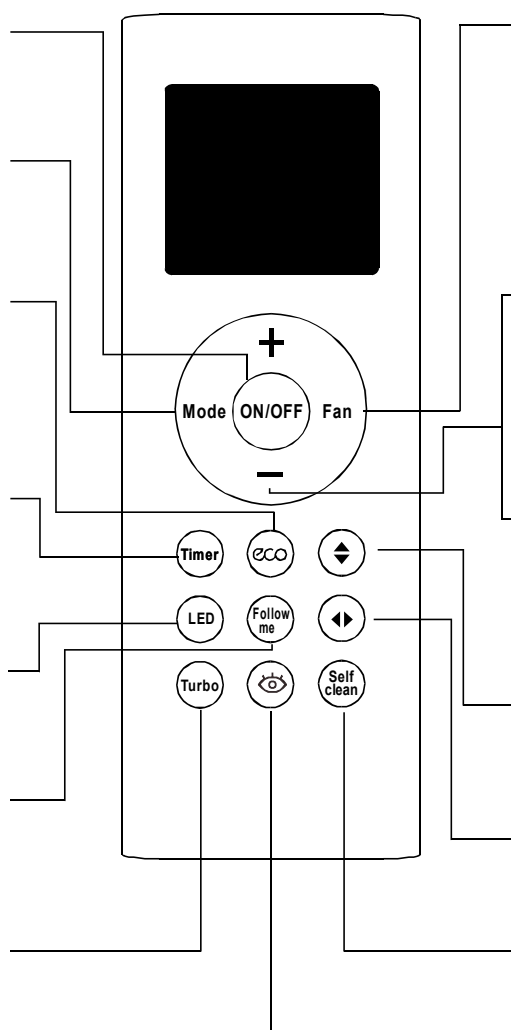 +
Mode ON/OFF Fan
−
Timer eco
LED Follow
me
Turbo Self
clean